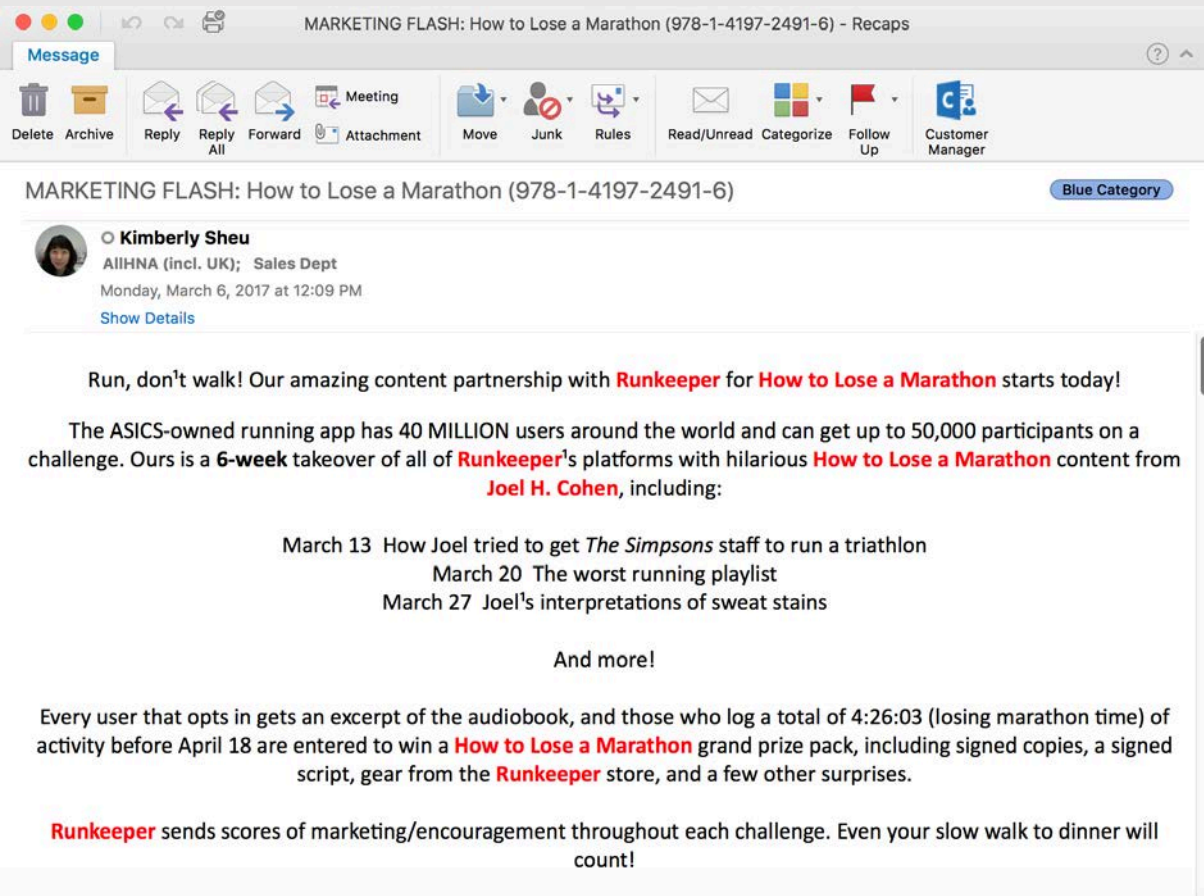 MARKETING FLASH: How to Lose a Marathon (978-1-4197-2491-6) - Recaps
Message
?
Delete
Archive
Reply
Reply All
Forward
Meeting
Attachment
Move
Junk
Rules
Read/Unread
Categorize
Follow Up
Customer Manager
MARKETING FLASH: How to Lose a Marathon (978-1-4197-2491-6)
Blue Category
Kimberly Sheu
AllHNA (incl. UK); Sales Dept
Monday, March 6, 2017 at 12:09 PM
Show Details
Run, don¹t walk! Our amazing content partnership with Runkeeper for How to Lose a Marathon starts today!
The ASICS-owned running app has 40 MILLION users around the world and can get up to 50,000 participants on a
challenge. Ours is a 6-week takeover of all of Runkeeper¹s platforms with hilarious How to Lose a Marathon content from
Joel H. Cohen, including:
March 13 How Joel tried to get The Simpsons staff to run a triathlon
March 20 The worst running playlist
March 27 Joel¹s interpretations of sweat stains
And more!
Every user that opts in gets an excerpt of the audiobook, and those who log a total of 4:26:03 (losing marathon time) of
activity before April 18 are entered to win a How to Lose a Marathon grand prize pack, including signed copies, a signed
script, gear from the Runkeeper store, and a few other surprises.
Runkeeper sends scores of marketing/encouragement throughout each challenge. Even your slow walk to dinner will
count!